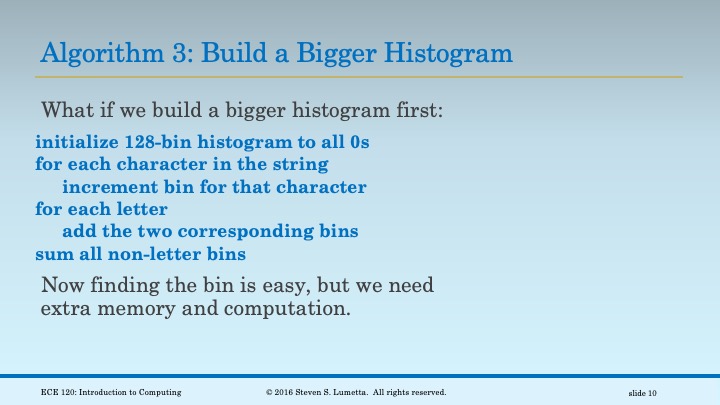 Algorithm 3: Build a Bigger Histogram
What if we build a bigger histogram first:
initialize 128-bin histogram to all 0s
for each character in the string
increment bin for that character
for each letter
add the two corresponding bins
sum all non-letter bins
Now finding the bin is easy, but we need
extra memory and computation.
ECE 120: Introduction to Computing © 2016 Steven S. Lumetta. All rights reserved. slide 10